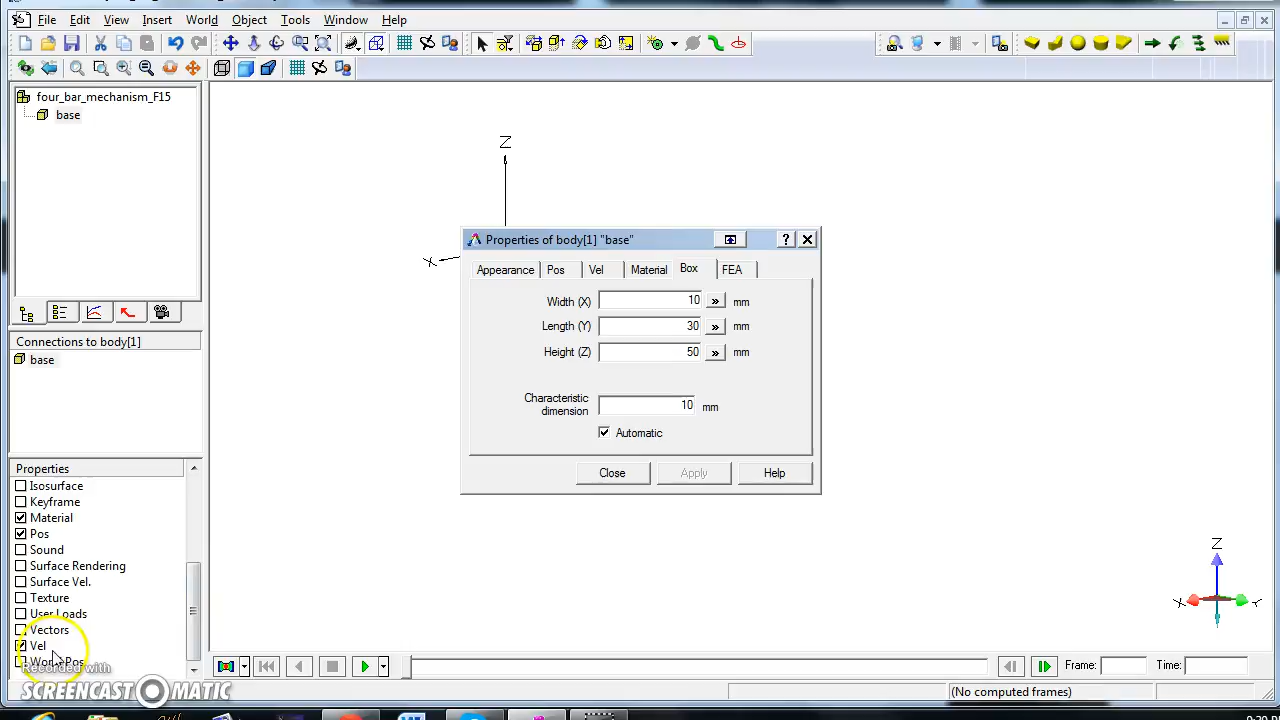 File Edit View Insert World Object Tools Window Help
four_bar_mechanism_F15
base
Connections to body[1]
base
Properties
Isosurface
Keyframe
Material
Pos
Sound
Surface Rendering
Surface Vel.
Texture
User Loads
Vectors
Vel
Recorded with
SCREENCAST MATIC
Z
X
Properties of body[1] "base"
Appearance Pos Vel Material Box FEA
Width (X) 10 » mm
Length (Y) 30 » mm
Height (Z) 50 » mm
Characteristic
dimension 10 mm
Automatic
Close Apply Help
Z
X Y
Frame: Time:
(No computed frames)